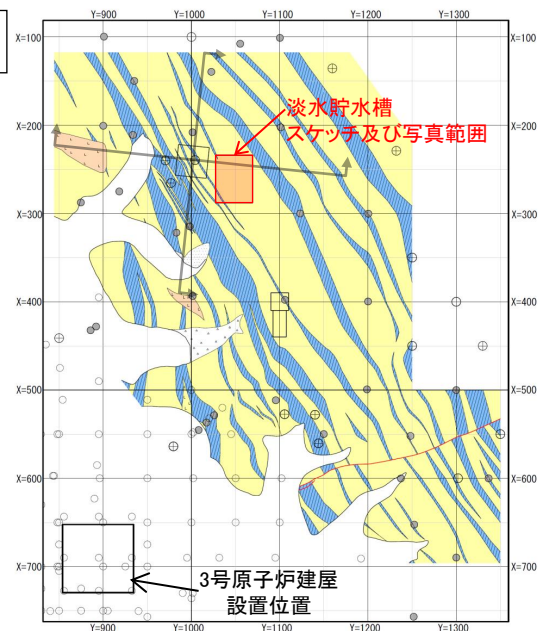 Y=900 Y=1000 Y=1100 Y=1200 Y=1300
X=100 X=100
淡水貯水槽
スケッチ及び写真範囲
X=200 X=200
X=300 X=300
X=400 X=400
X=500 X=500
X=600 X=600
3号原子炉建屋
設置位置
X=700 X=700
Y=900 Y=1000 Y=1100 Y=1200 Y=1300